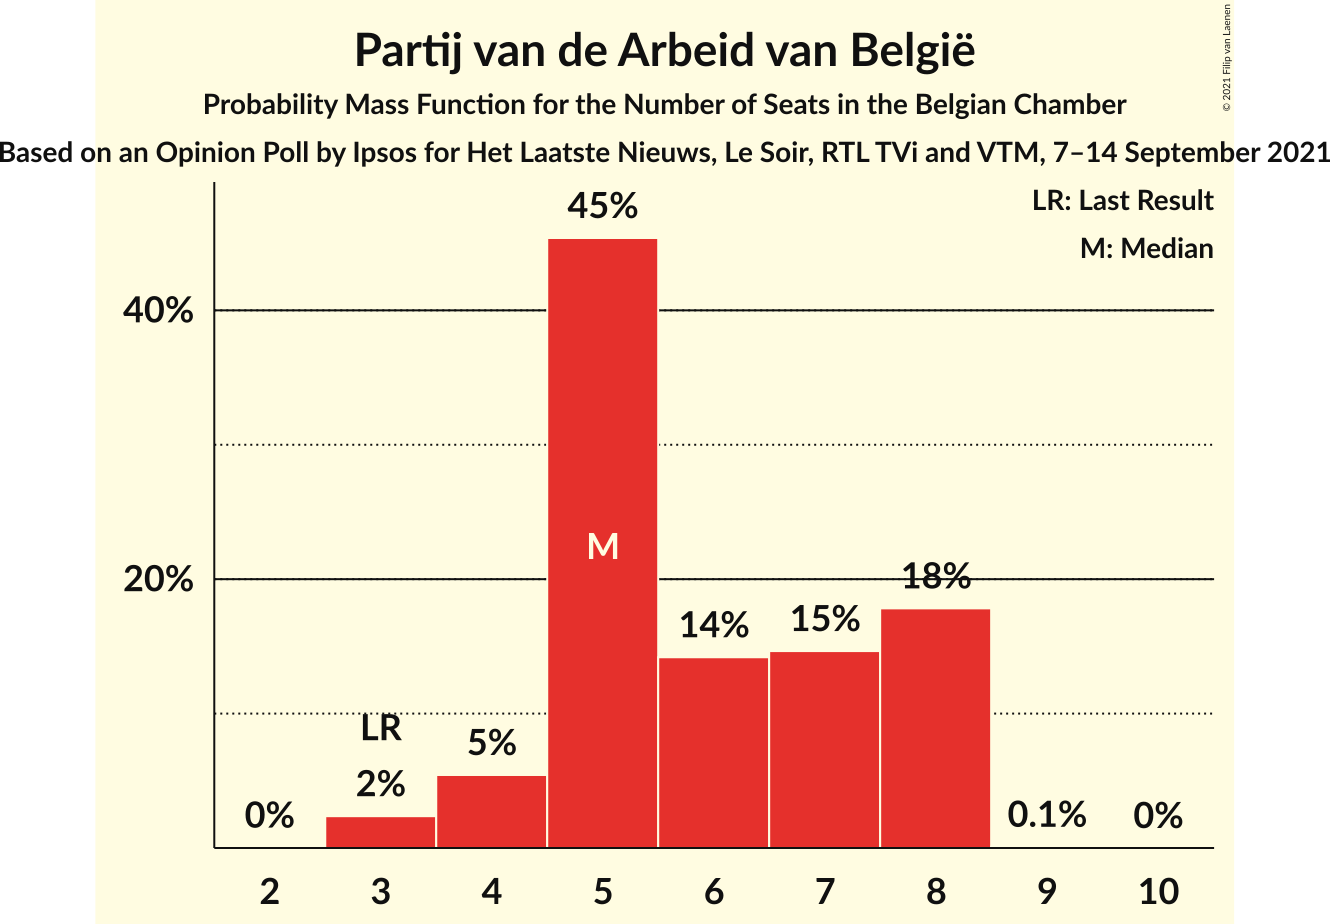 Partij van de Arbeid van België
Probability Mass Function for the Number of Seats in the Belgian Chamber
Based on an Opinion Poll by Ipsos for Het Laatste Nieuws, Le Soir, RTL TVi and VTM, 7–14 September 2021
© 2021 Filip van Laenen
LR: Last Result
M: Median
45%
40%
M
20%
18%
14%
15%
LR
5%
2%
0%
0.1%
0%
2 3 4 5 6 7 8 9 10